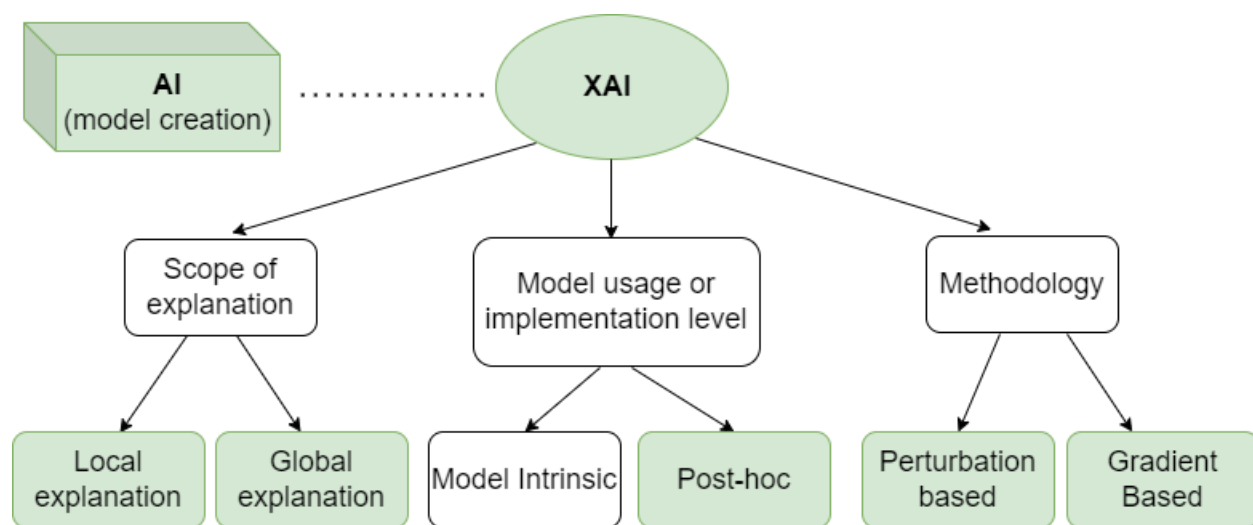 AI
(model creation)
XAI
Scope of
explanation
Model usage or
implementation level
Methodology
Local
explanation
Global
explanation
Model Intrinsic
Post-hoc
Perturbation
based
Gradient
Based